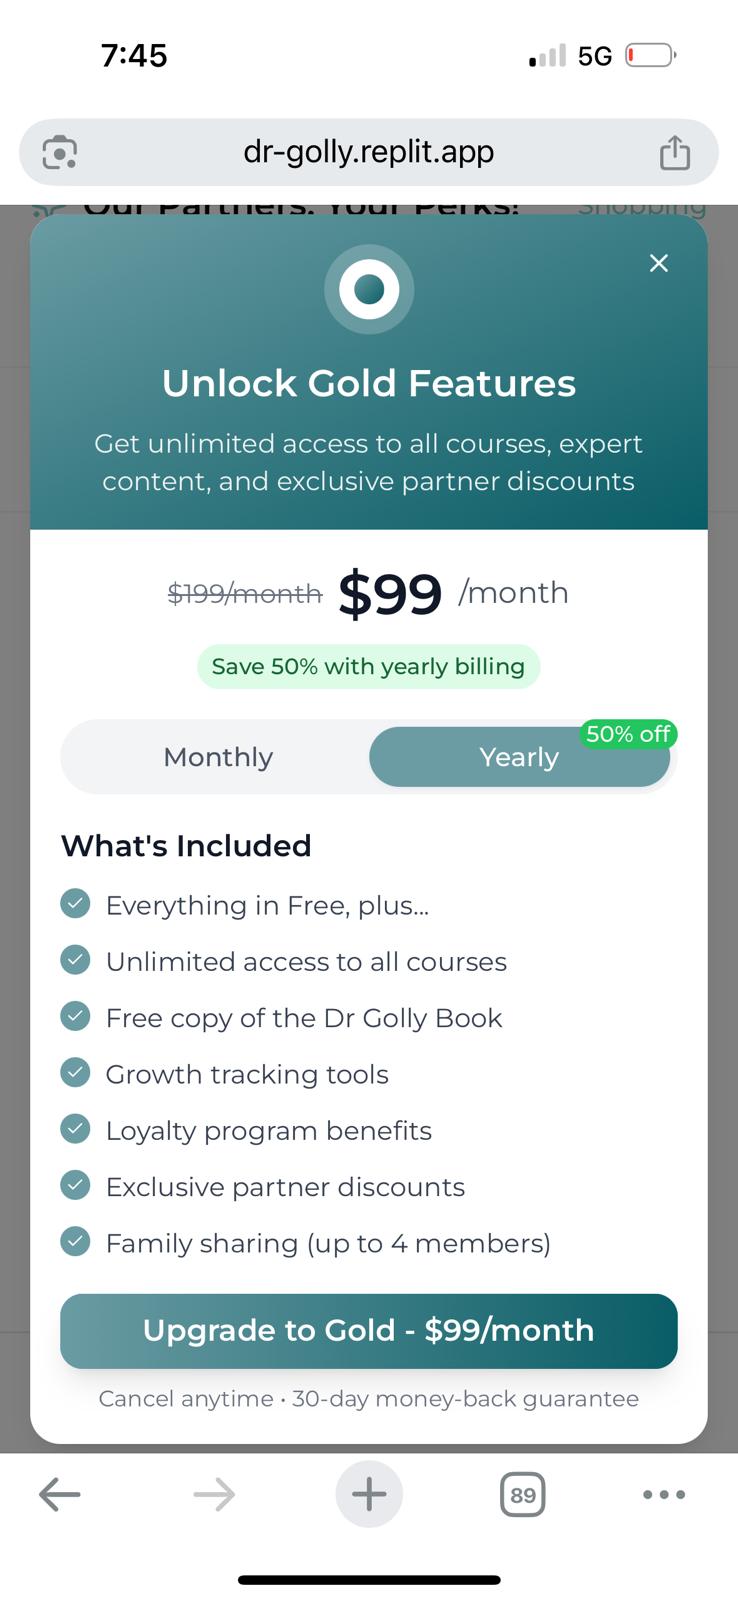 7:45
5G
dr-golly.replit.app
Our Partners. Your Perks!
Shopping
Unlock Gold Features
Get unlimited access to all courses, expert
content, and exclusive partner discounts
$199/month $99 /month
Save 50% with yearly billing
50% off
Monthly
Yearly
What's Included
Everything in Free, plus...
Unlimited access to all courses
Free copy of the Dr Golly Book
Growth tracking tools
Loyalty program benefits
Exclusive partner discounts
Family sharing (up to 4 members)
Upgrade to Gold - $99/month
Cancel anytime • 30-day money-back guarantee
89